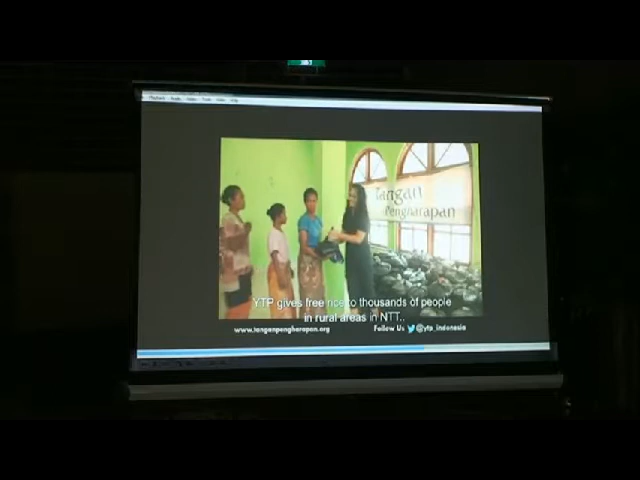 Tangan
Pengharapan
YTP gives free rice to thousands of people
in rural areas in NTT..
www.tanganpengharapan.org
Follow Us @ytp_indonesia